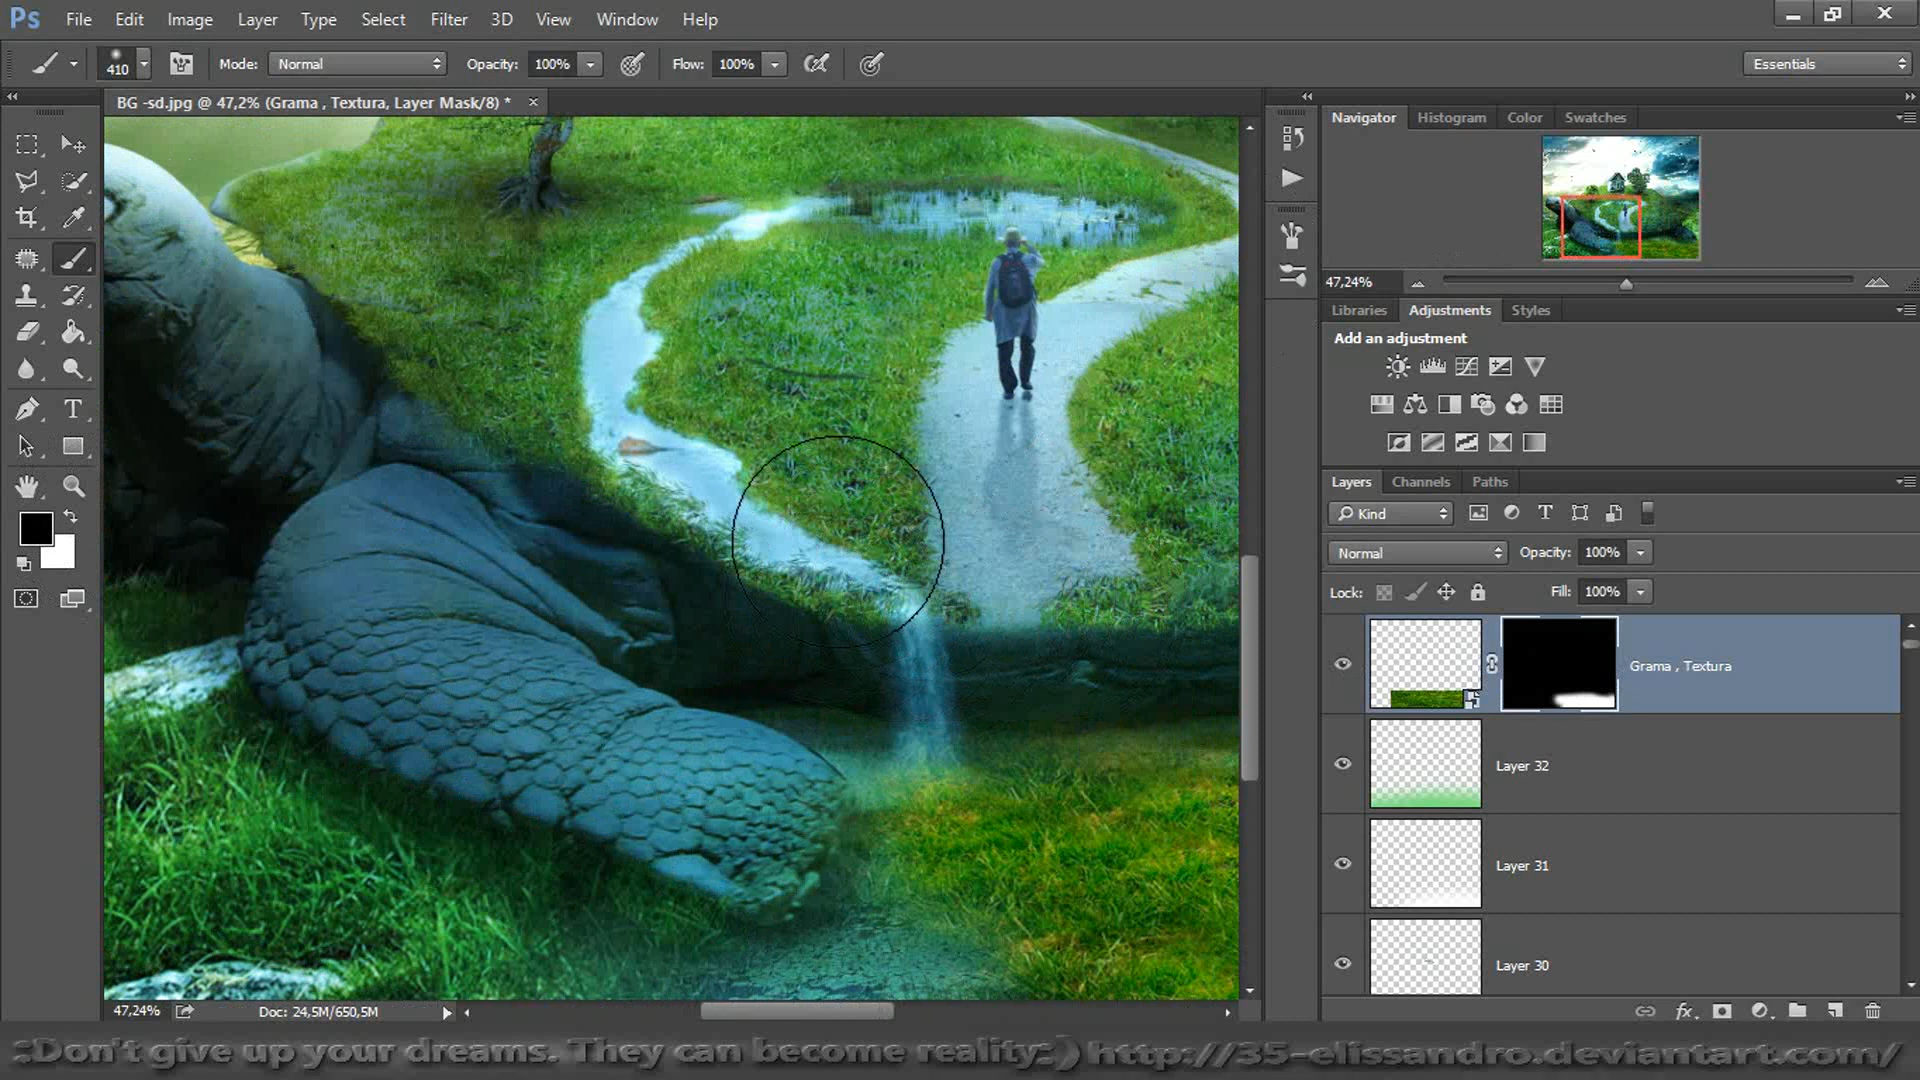 Ps File Edit Image Layer Type Select Filter 3D View Window Help
410 Mode: Normal Opacity: 100% Flow: 100% Essentials
BG -sd.jpg @ 47,2% (Grama , Textura, Layer Mask/8) *
Navigator Histogram Color Swatches
47,24%
Libraries Adjustments Styles
Add an adjustment
Layers Channels Paths
Kind T
Normal Opacity: 100%
Lock: Fill: 100%
Grama , Textura
Layer 32
Layer 31
Layer 30
fx
47,24% Doc: 24,5M/650,5M
:Don't give up your dreams. They can become reality:) http://35-elissandro.deviantart.com/